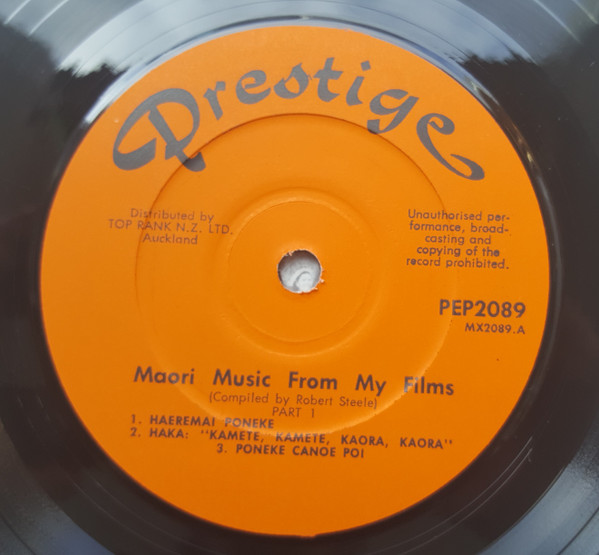 Prestige
Distributed by
TOP RANK N.Z. LTD.
Auckland
Unauthorised per-
formance, broad-
casting and
copying of the
record prohibited.
PEP2089
MX2089.A
Maori Music From My Films
(Compiled by Robert Steele)
PART 1
1. HAEREMAI PONEKE
2. HAKA: "KAMETE, KAMETE, KAORA, KAORA"
3. PONEKE CANOE POI